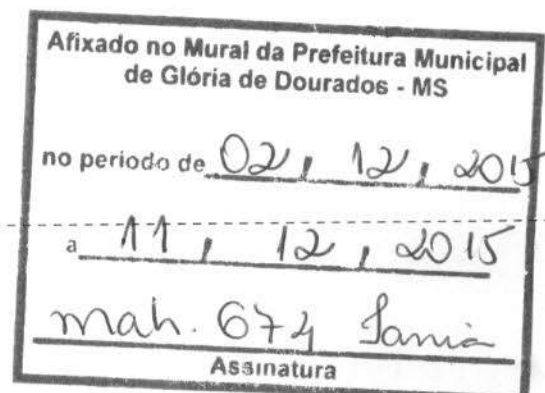 Afixado no Mural da Prefeitura Municipal
de Glória de Dourados - MS
no periodo de 02, 12, 2015
a 11, 12, 2015
mah. 674 Sania
Assinatura